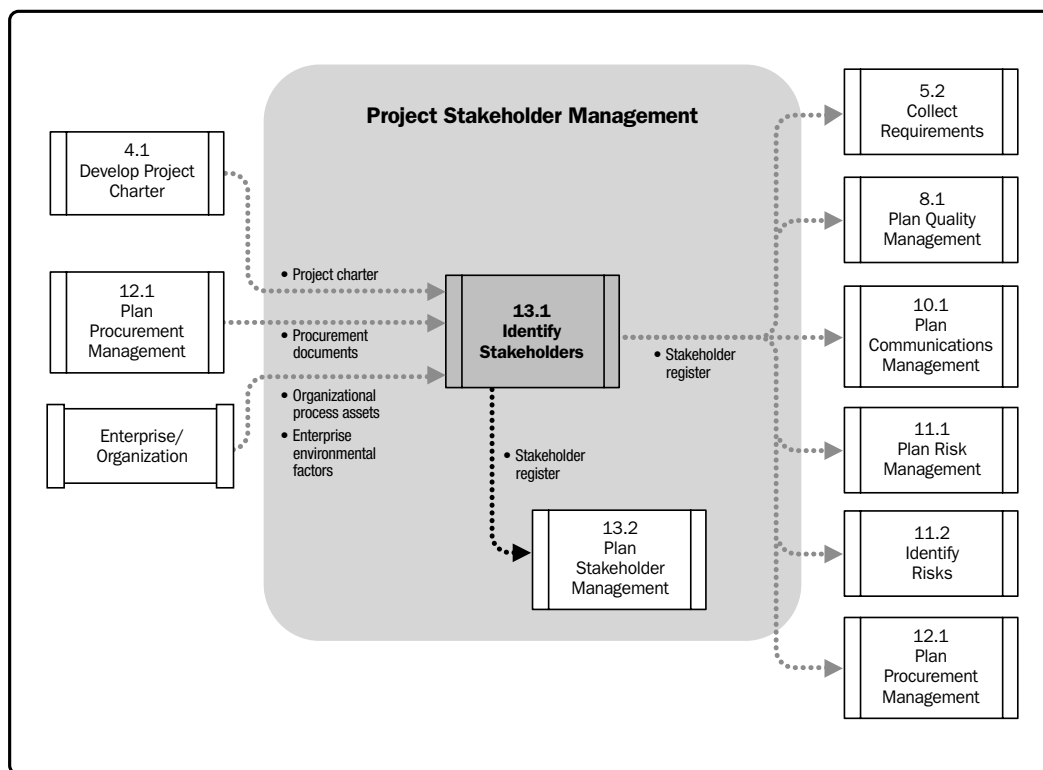 Project Stakeholder Management
4.1
Develop Project
Charter
12.1
Plan
Procurement
Management
Enterprise/
Organization
• Project charter
• Procurement
documents
• Organizational
process assets
• Enterprise
environmental
factors
13.1
Identify
Stakeholders
• Stakeholder
register
• Stakeholder
register
13.2
Plan
Stakeholder
Management
5.2
Collect
Requirements
8.1
Plan Quality
Management
10.1
Plan
Communications
Management
11.1
Plan Risk
Management
11.2
Identify
Risks
12.1
Plan
Procurement
Management